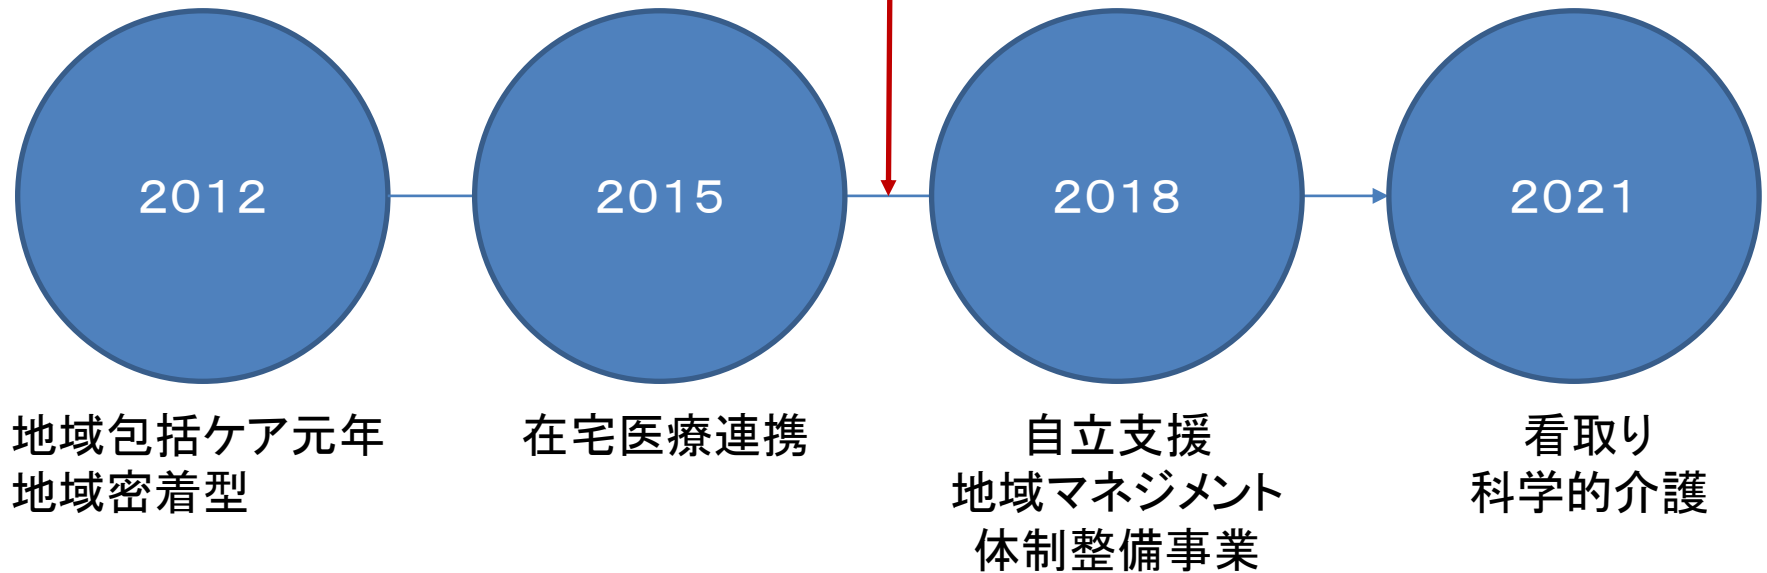 2012
2015
2018
2021
地域包括ケア元年
地域密着型
在宅医療連携
自立支援
地域マネジメント
体制整備事業
看取り
科学的介護